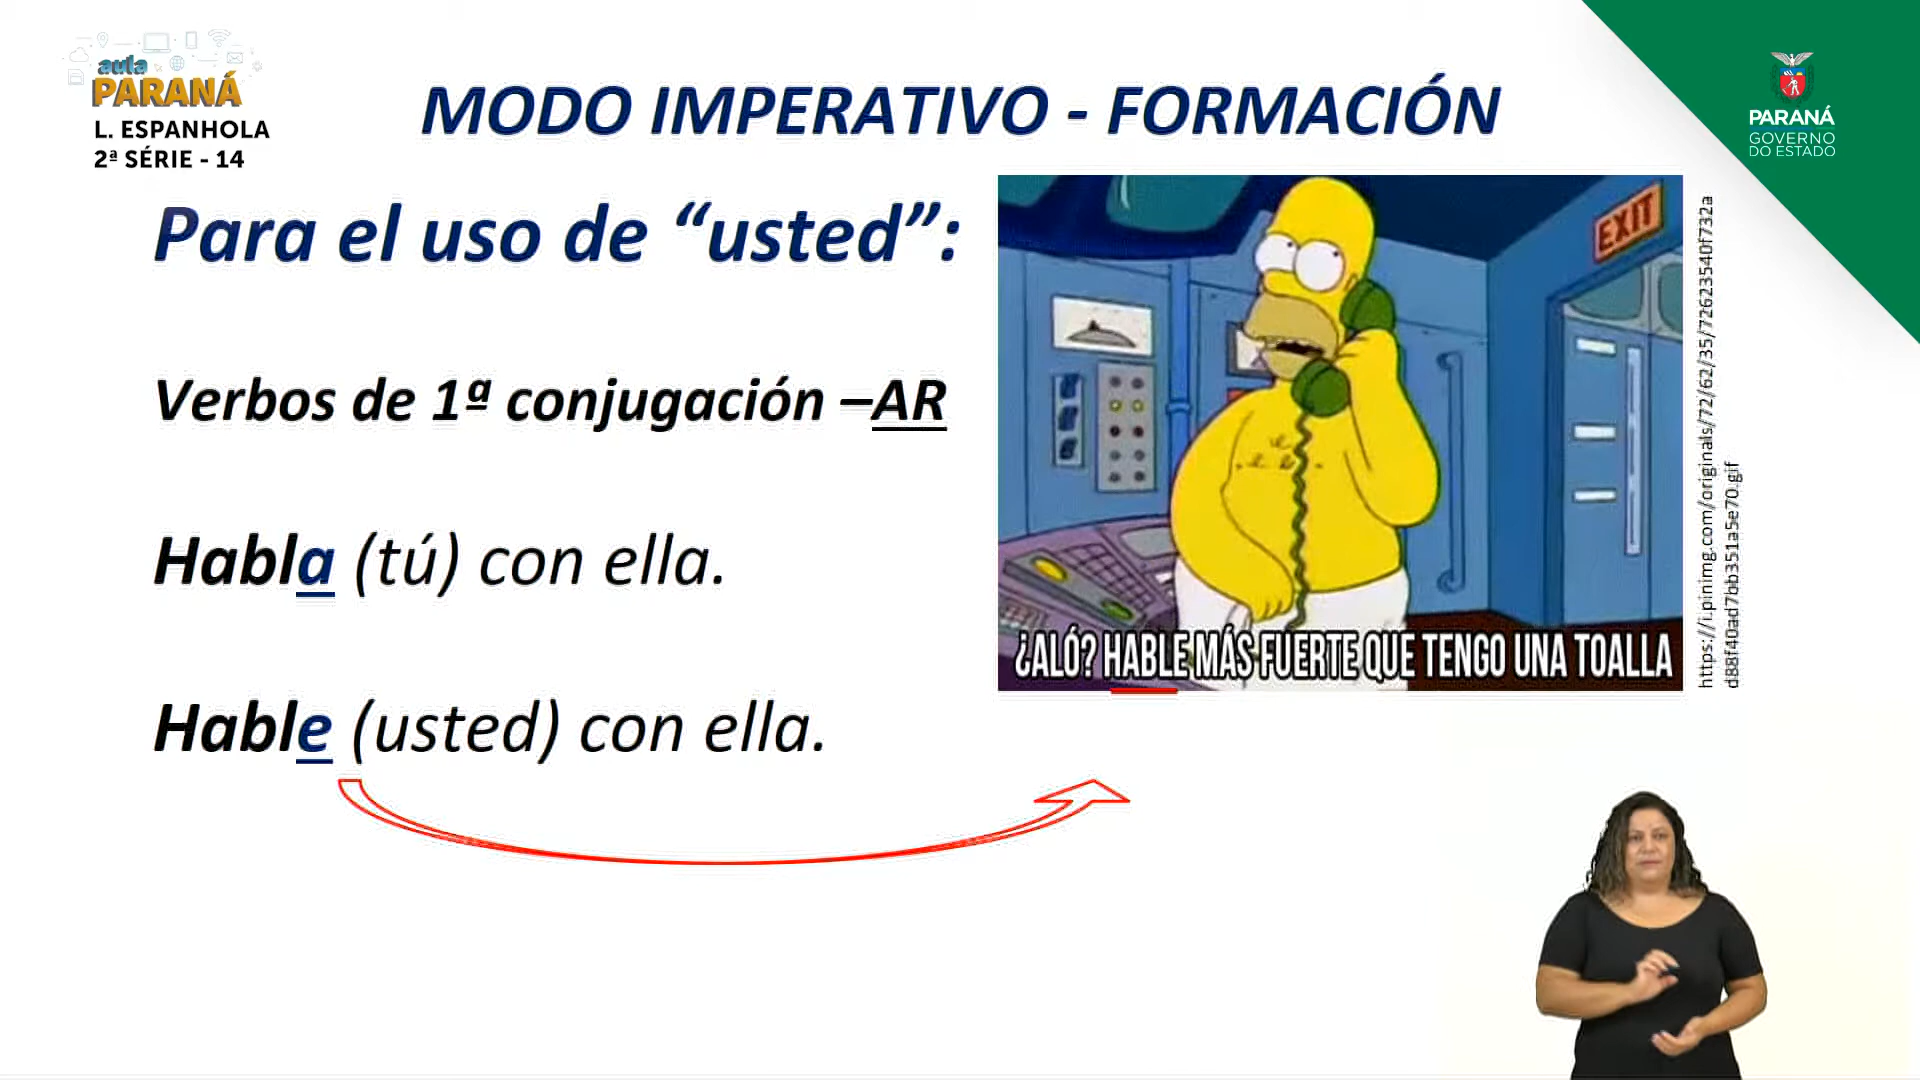 aula
PARANÁ
L. ESPANHOLA
2ª SÉRIE - 14
MODO IMPERATIVO - FORMACIÓN
PARANÁ
GOVERNO
DO ESTADO
Para el uso de “usted”:
Verbos de 1ª conjugación –AR
Habla (tú) con ella.
Hable (usted) con ella.
EXIT
¿ALÓ? HABLE MÁS FUERTE QUE TENGO UNA TOALLA
https://i.pinimg.com/originals/72/62/35/72623540f732a
d88f40ad7bb351a5e70.gif